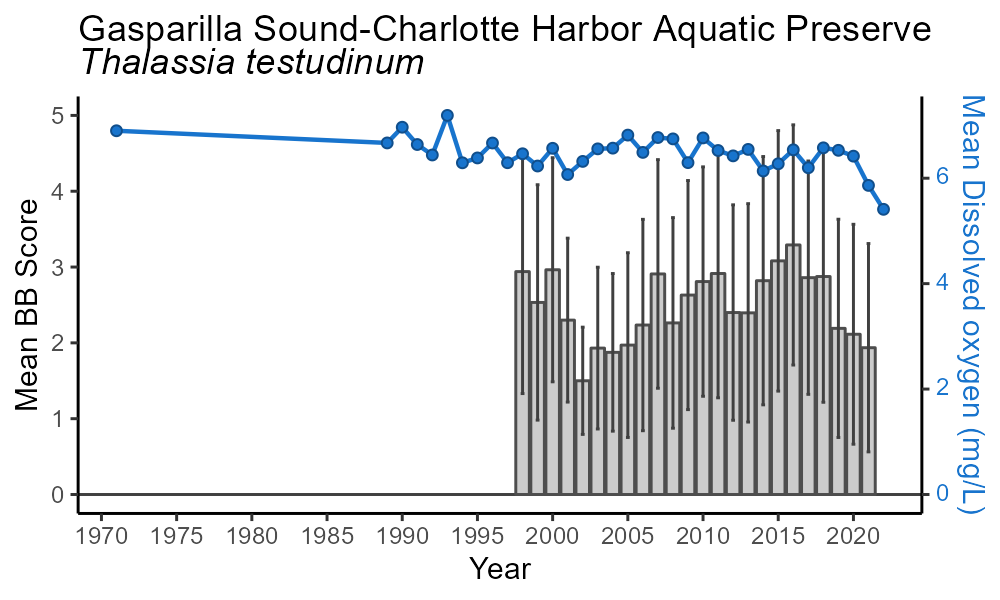 Gasparilla Sound-Charlotte Harbor Aquatic Preserve
Thalassia testudinum
Mean BB Score
5
4
3
2
1
0
Mean Dissolved oxygen (mg/L)
6
4
2
0
1970 1975 1980 1985 1990 1995 2000 2005 2010 2015 2020
Year